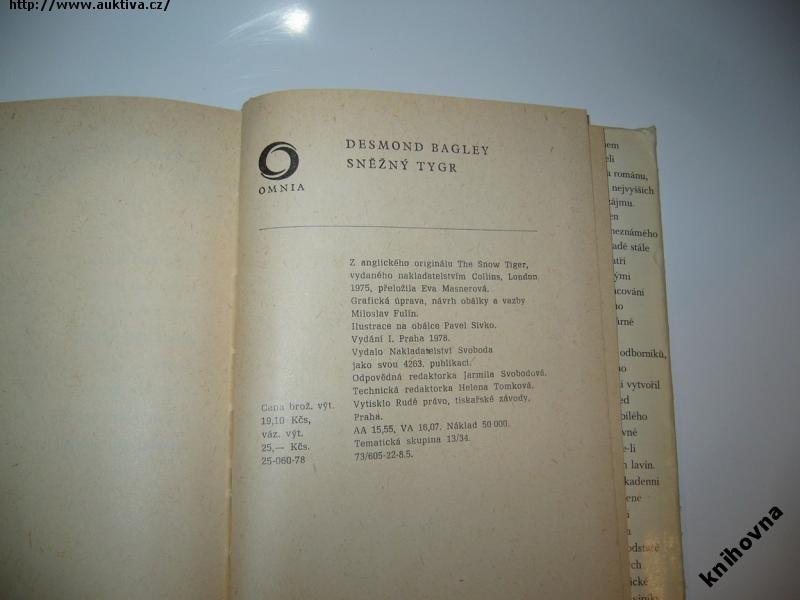 http://www.auktiva.cz/
OMNIA
DESMOND BAGLEY
SNĚŽNÝ TYGR
Z anglického originálu The Snow Tiger,
vydaného nakladatelstvím Collins, London
1975, přeložila Eva Masnerová.
Grafická úprava, návrh obálky a vazby
Miloslav Fulín.
Ilustrace na obálce Pavel Sivko.
Vydání I. Praha 1978.
Vydalo Nakladatelství Svoboda
jako svou 4263. publikaci.
Odpovědná redaktorka Jarmila Svobodová.
Technická redaktorka Helena Tomková.
Vytisklo Rudé právo, tiskařské závody,
Praha.
AA 15,55, VA 16,07. Náklad 50 000.
Tematická skupina 13/34.
73/605-22-8.5.
Cena brož. výt.
19,10 Kčs,
váz. výt.
25,— Kčs.
25-060-78
románu,
nejvyšších
zájmu.
stále
odborníků,
vytvořil
lavin.
knihovna